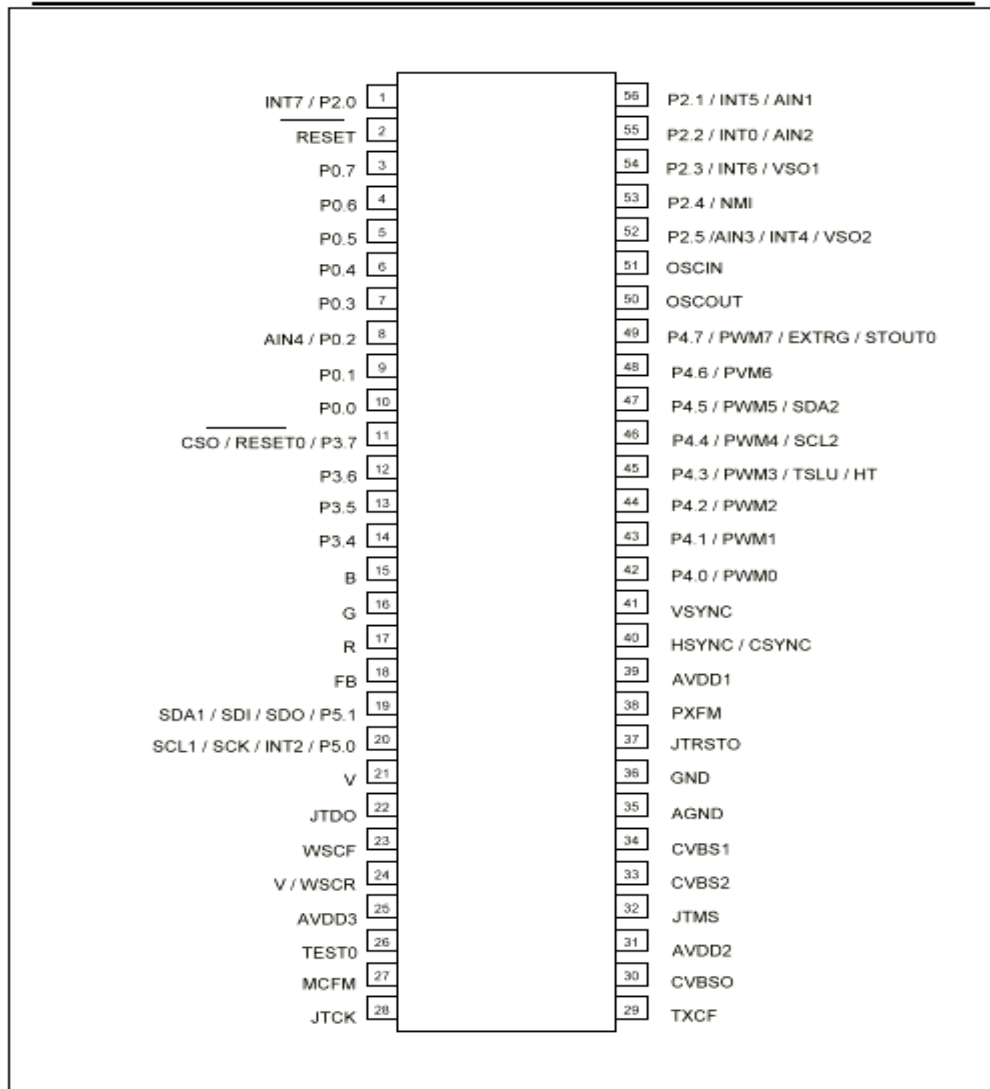 INT7 / P2.0 1
RESET 2
P0.7 3
P0.6 4
P0.5 5
P0.4 6
P0.3 7
AIN4 / P0.2 8
P0.1 9
P0.0 10
CSO / RESET0 / P3.7 11
P3.6 12
P3.5 13
P3.4 14
B 15
G 16
R 17
FB 18
SDA1 / SDI / SDO / P5.1 19
SCL1 / SCK / INT2 / P5.0 20
V 21
JTDO 22
WSCF 23
V / WSCR 24
AVDD3 25
TEST0 26
MCFM 27
JTCK 28
56 P2.1 / INT5 / AIN1
55 P2.2 / INT0 / AIN2
54 P2.3 / INT6 / VSO1
53 P2.4 / NMI
52 P2.5 /AIN3 / INT4 / VSO2
51 OSCIN
50 OSCOUT
49 P4.7 / PWM7 / EXTRG / STOUT0
48 P4.6 / PVM6
47 P4.5 / PWM5 / SDA2
46 P4.4 / PWM4 / SCL2
45 P4.3 / PWM3 / TSLU / HT
44 P4.2 / PWM2
43 P4.1 / PWM1
42 P4.0 / PWM0
41 VSYNC
40 HSYNC / CSYNC
39 AVDD1
38 PXFM
37 JTRSTO
36 GND
35 AGND
34 CVBS1
33 CVBS2
32 JTMS
31 AVDD2
30 CVBSO
29 TXCF